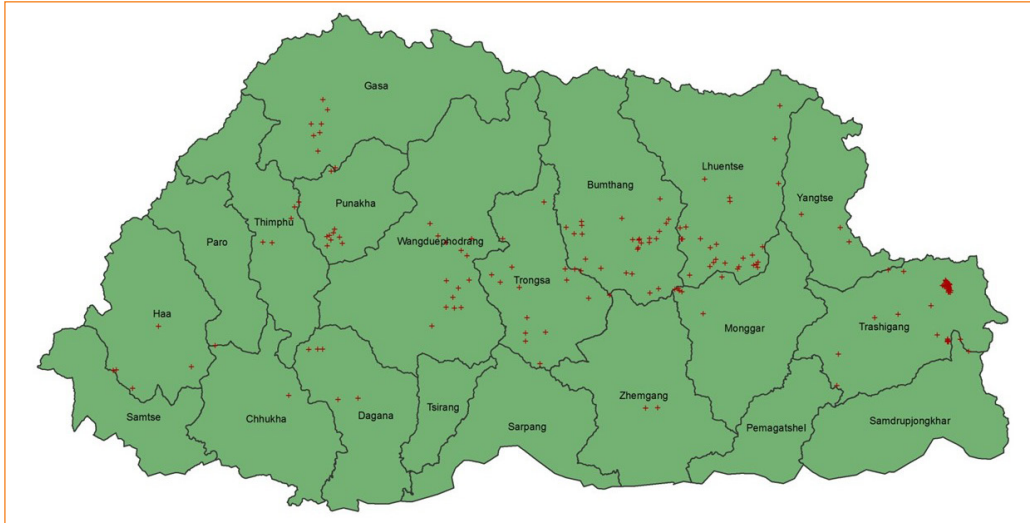 Gasa
Lhuentse
Bumthang
Yangtse
Punakha
Thimphu
Paro
Wangduephodrang
Trongsa
Haa
Monggar
Trashigang
Zhemgang
Tsirang
Dagana
Chhukha
Samtse
Sarpang
Pemagatshel
Samdrupjongkhar